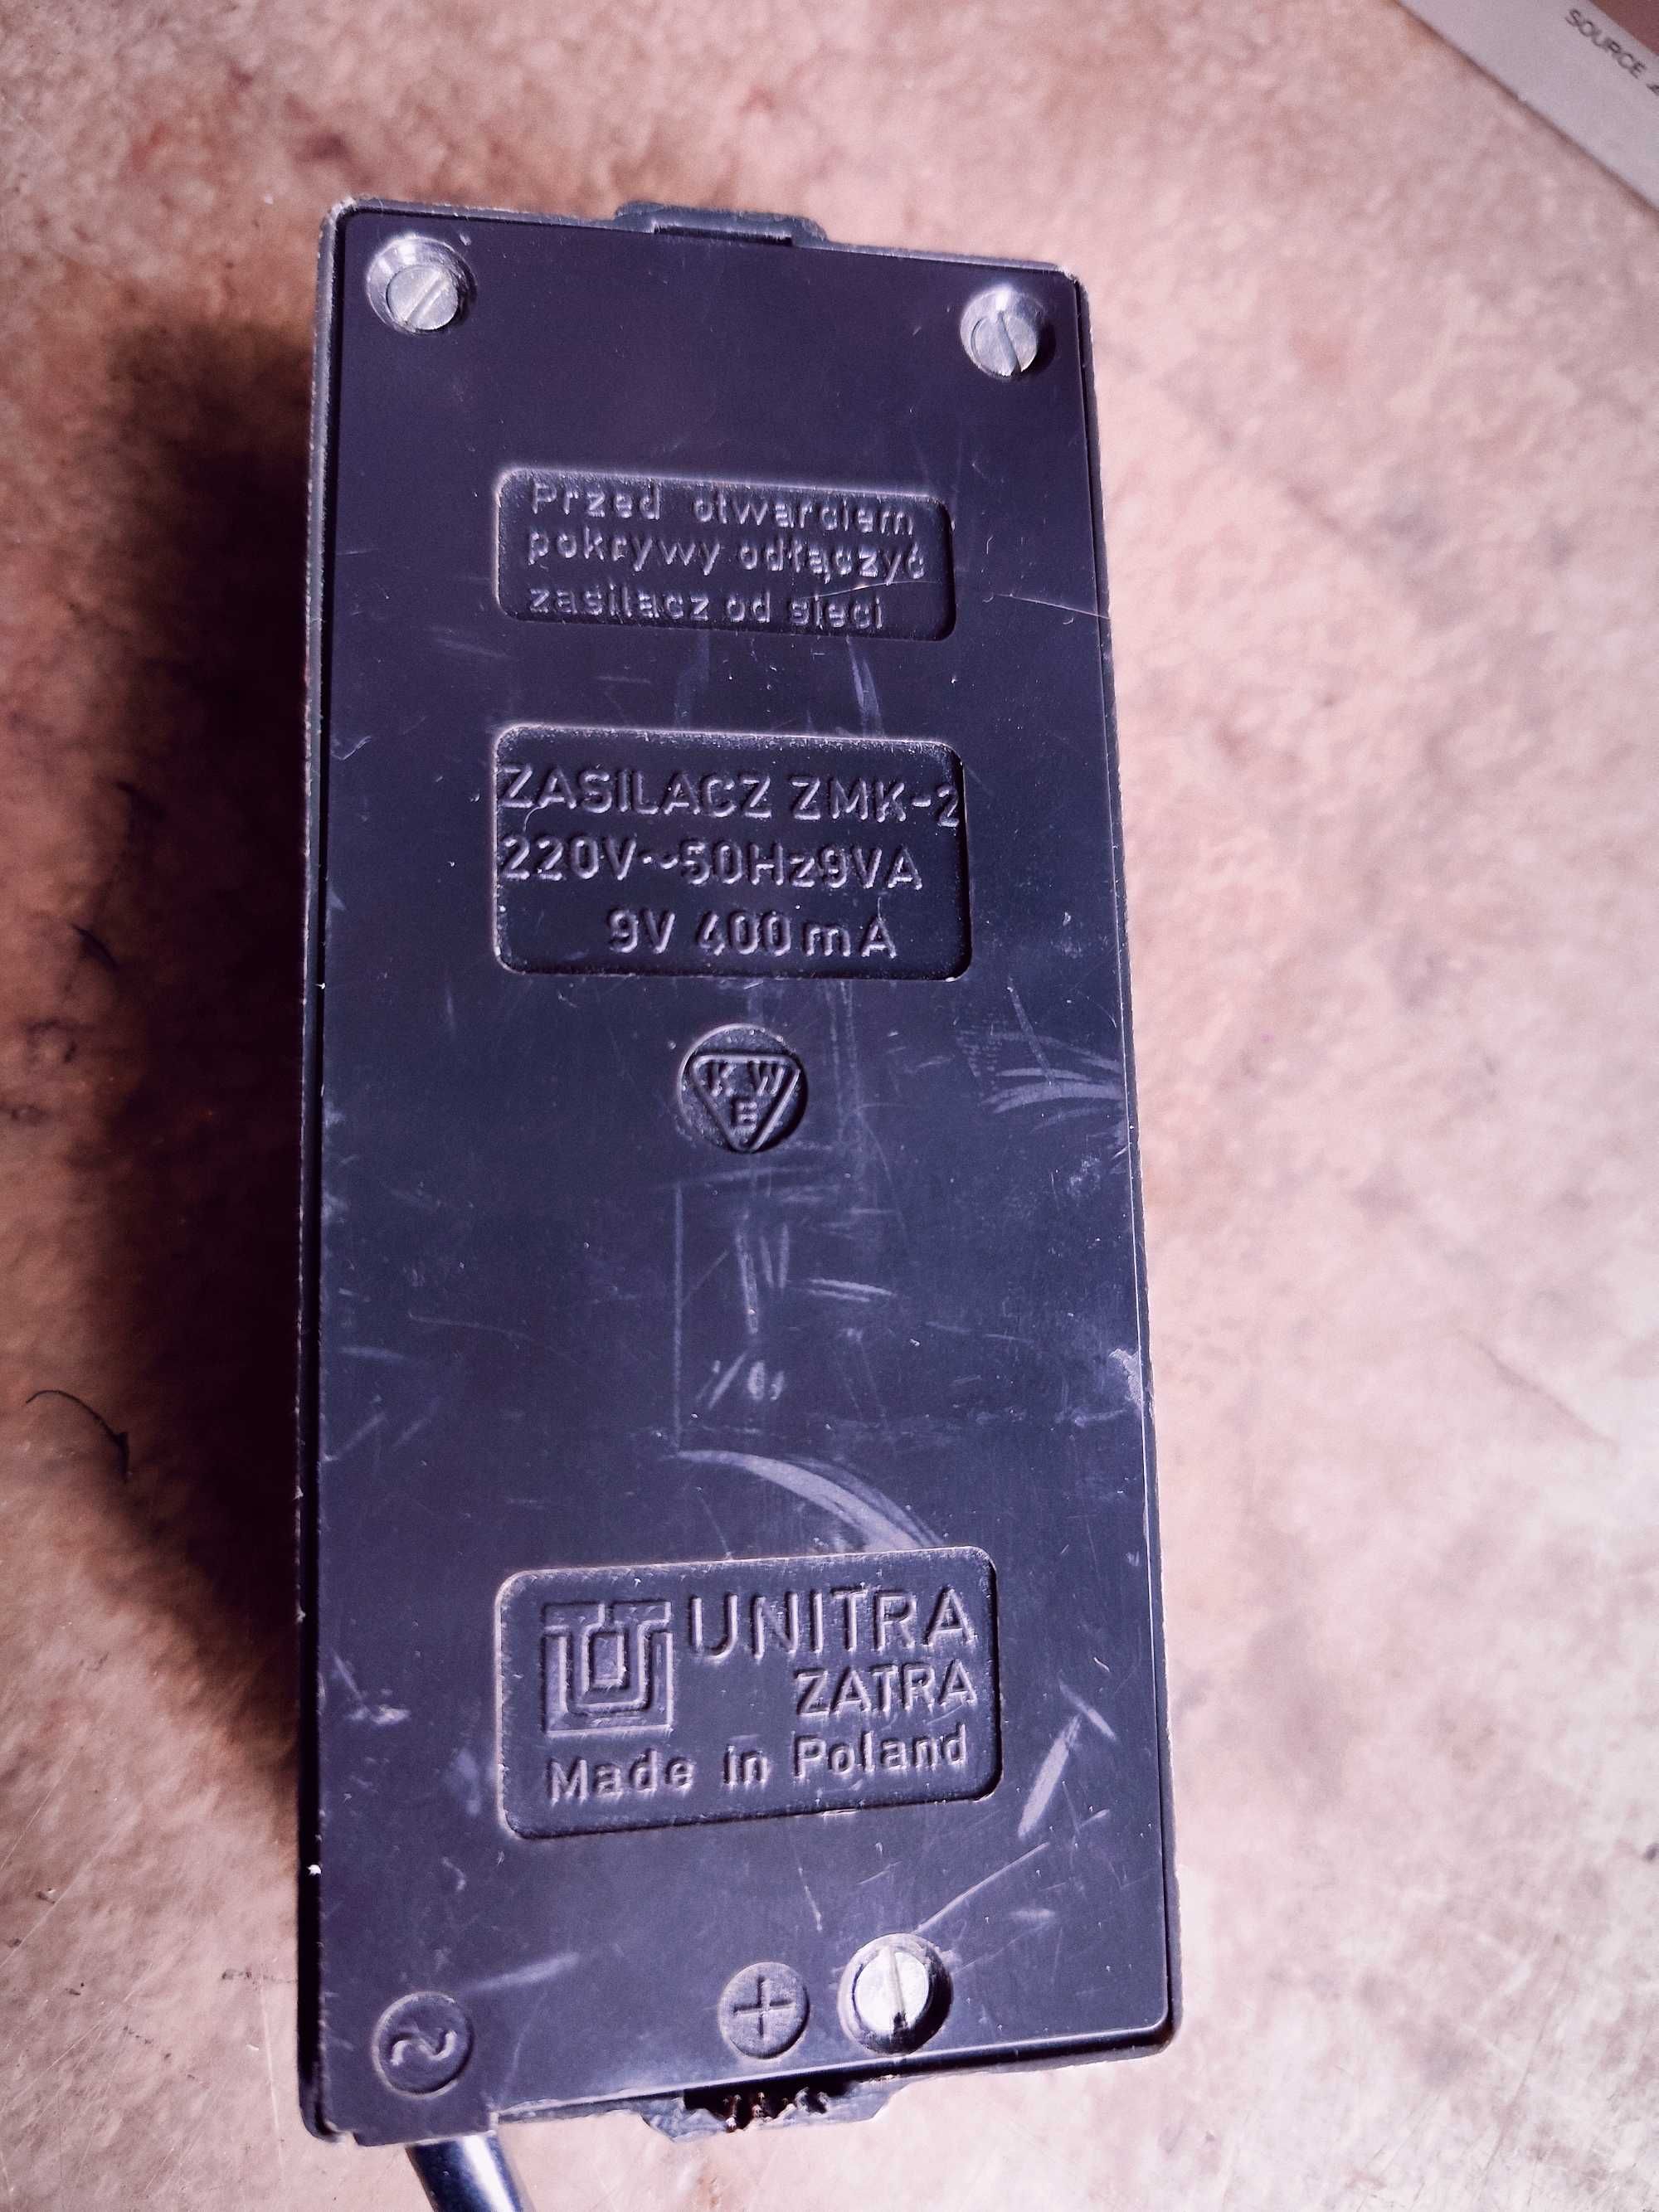 SOURCE
Przed otwarciem
pokrywy odłączyć
zasilacz od sieci
ZASILACZ ZMK-2
220V~50Hz9VA
9V 400mA
K W
E
UNITRA
ZATRA
Made in Poland
~
+